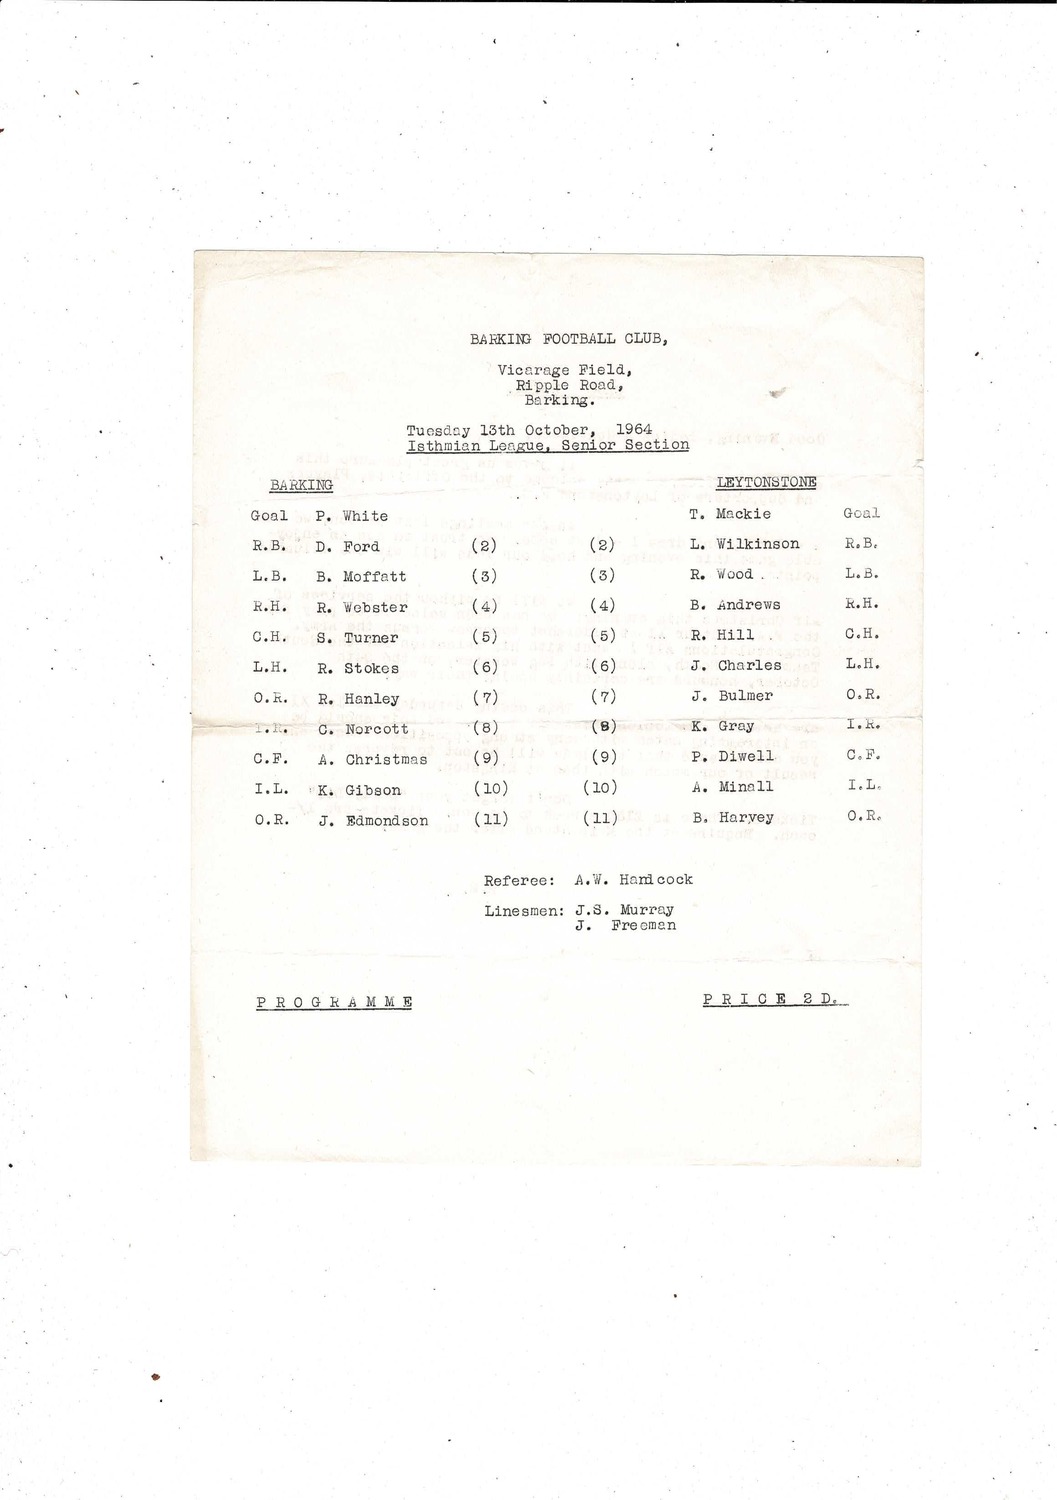 BARKING FOOTBALL CLUB,
Vicarage Field,
Ripple Road,
Barking.
Tuesday 13th October, 1964
Isthmian League, Senior Section
BARKING LEYTONSTONE
Goal P. White T. Mackie Goal
R.B. D. Ford (2) (2) L. Wilkinson R.B.
L.B. B. Moffatt (3) (3) R. Wood L.B.
R.H. R. Webster (4) (4) B. Andrews R.H.
C.H. S. Turner (5) (5) R. Hill C.H.
L.H. R. Stokes (6) (6) J. Charles L.H.
O.R. R. Hanley (7) (7) J. Bulmer O.R.
I.R. C. Norcott (8) (8) K. Gray I.R.
C.F. A. Christmas (9) (9) P. Diwell C.F.
I.L. K. Gibson (10) (10) A. Minall I.L.
O.R. J. Edmondson (11) (11) B. Harvey O.R.
Referee: A.W. Handcock
Linesmen: J.S. Murray
J. Freeman
PROGRAMME PRICE 2D.